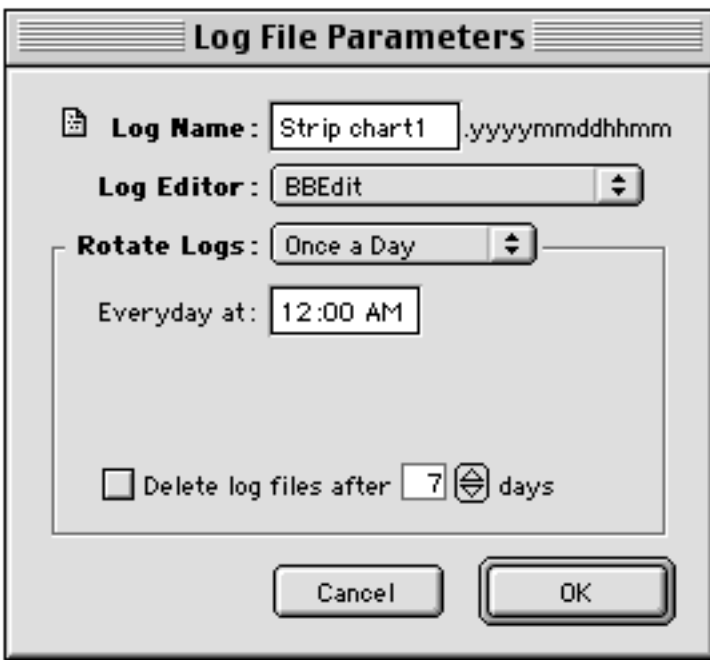 Log File Parameters
Log Name: Strip chart1 .yyyymmddhhmm
Log Editor: BBEdit
Rotate Logs: Once a Day
Everyday at: 12:00 AM
Delete log files after 7 days
Cancel OK